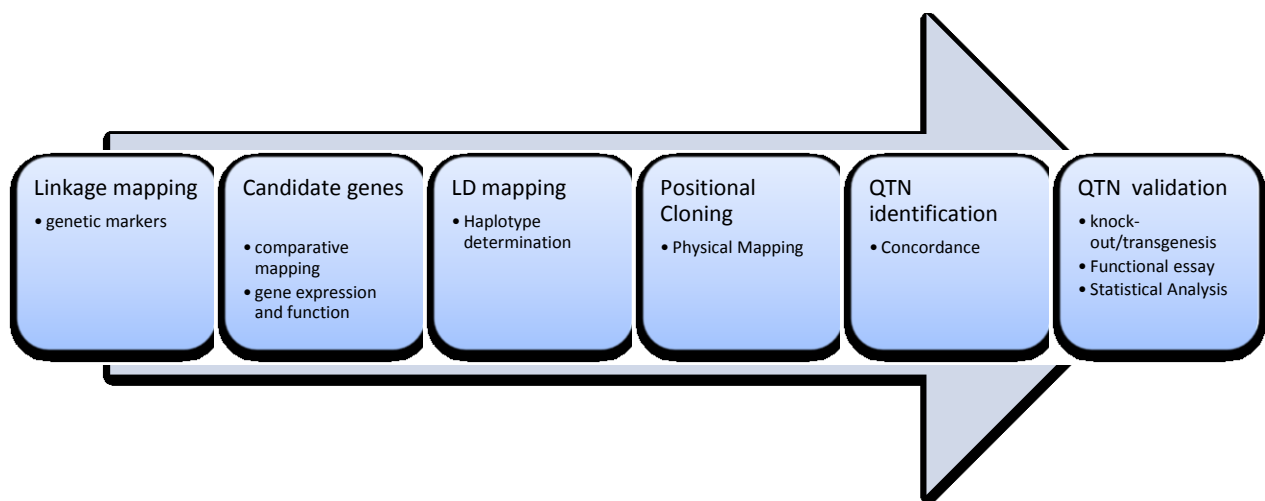 Linkage mapping
• genetic markers
Candidate genes
• comparative
mapping
• gene expression
and function
LD mapping
• Haplotype
determination
Positional
Cloning
• Physical Mapping
QTN
identification
• Concordance
QTN validation
• knock-
out/transgenesis
• Functional essay
• Statistical Analysis